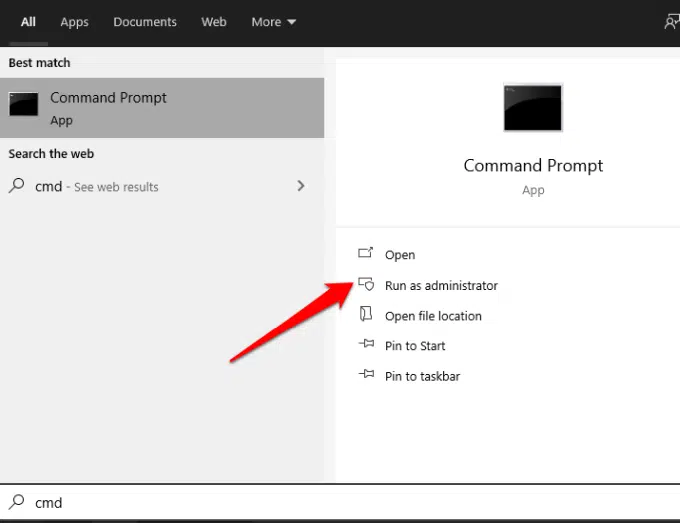 All Apps Documents Web More
Best match
Command Prompt
App
Search the web
cmd - See web results
Command Prompt
App
Open
Run as administrator
Open file location
Pin to Start
Pin to taskbar
cmd